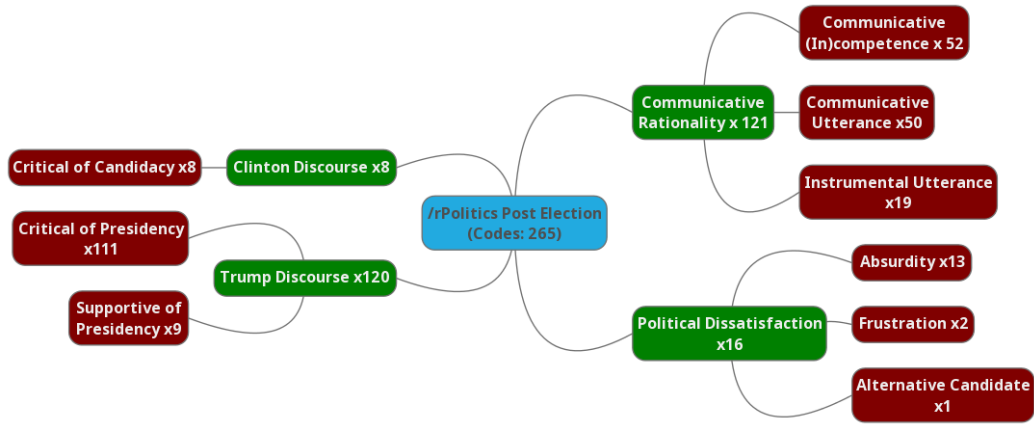 /rPolitics Post Election
(Codes: 265)
Clinton Discourse x8
Critical of Candidacy x8
Trump Discourse x120
Critical of Presidency
x111
Supportive of
Presidency x9
Communicative
Rationality x 121
Communicative
(In)competence x 52
Communicative
Utterance x50
Instrumental Utterance
x19
Political Dissatisfaction
x16
Absurdity x13
Frustration x2
Alternative Candidate
x1